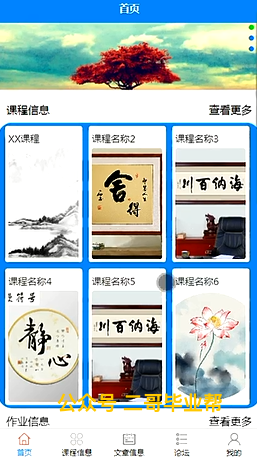 首页
课程信息 查看更多
XX课程 课程名称2 课程名称3
舍得
海纳百川
课程名称4 课程名称5 课程名称6
静心
海纳百川
公众号 二哥毕业帮
作业信息 查看更多
首页 课程信息 文章信息 论坛 我的